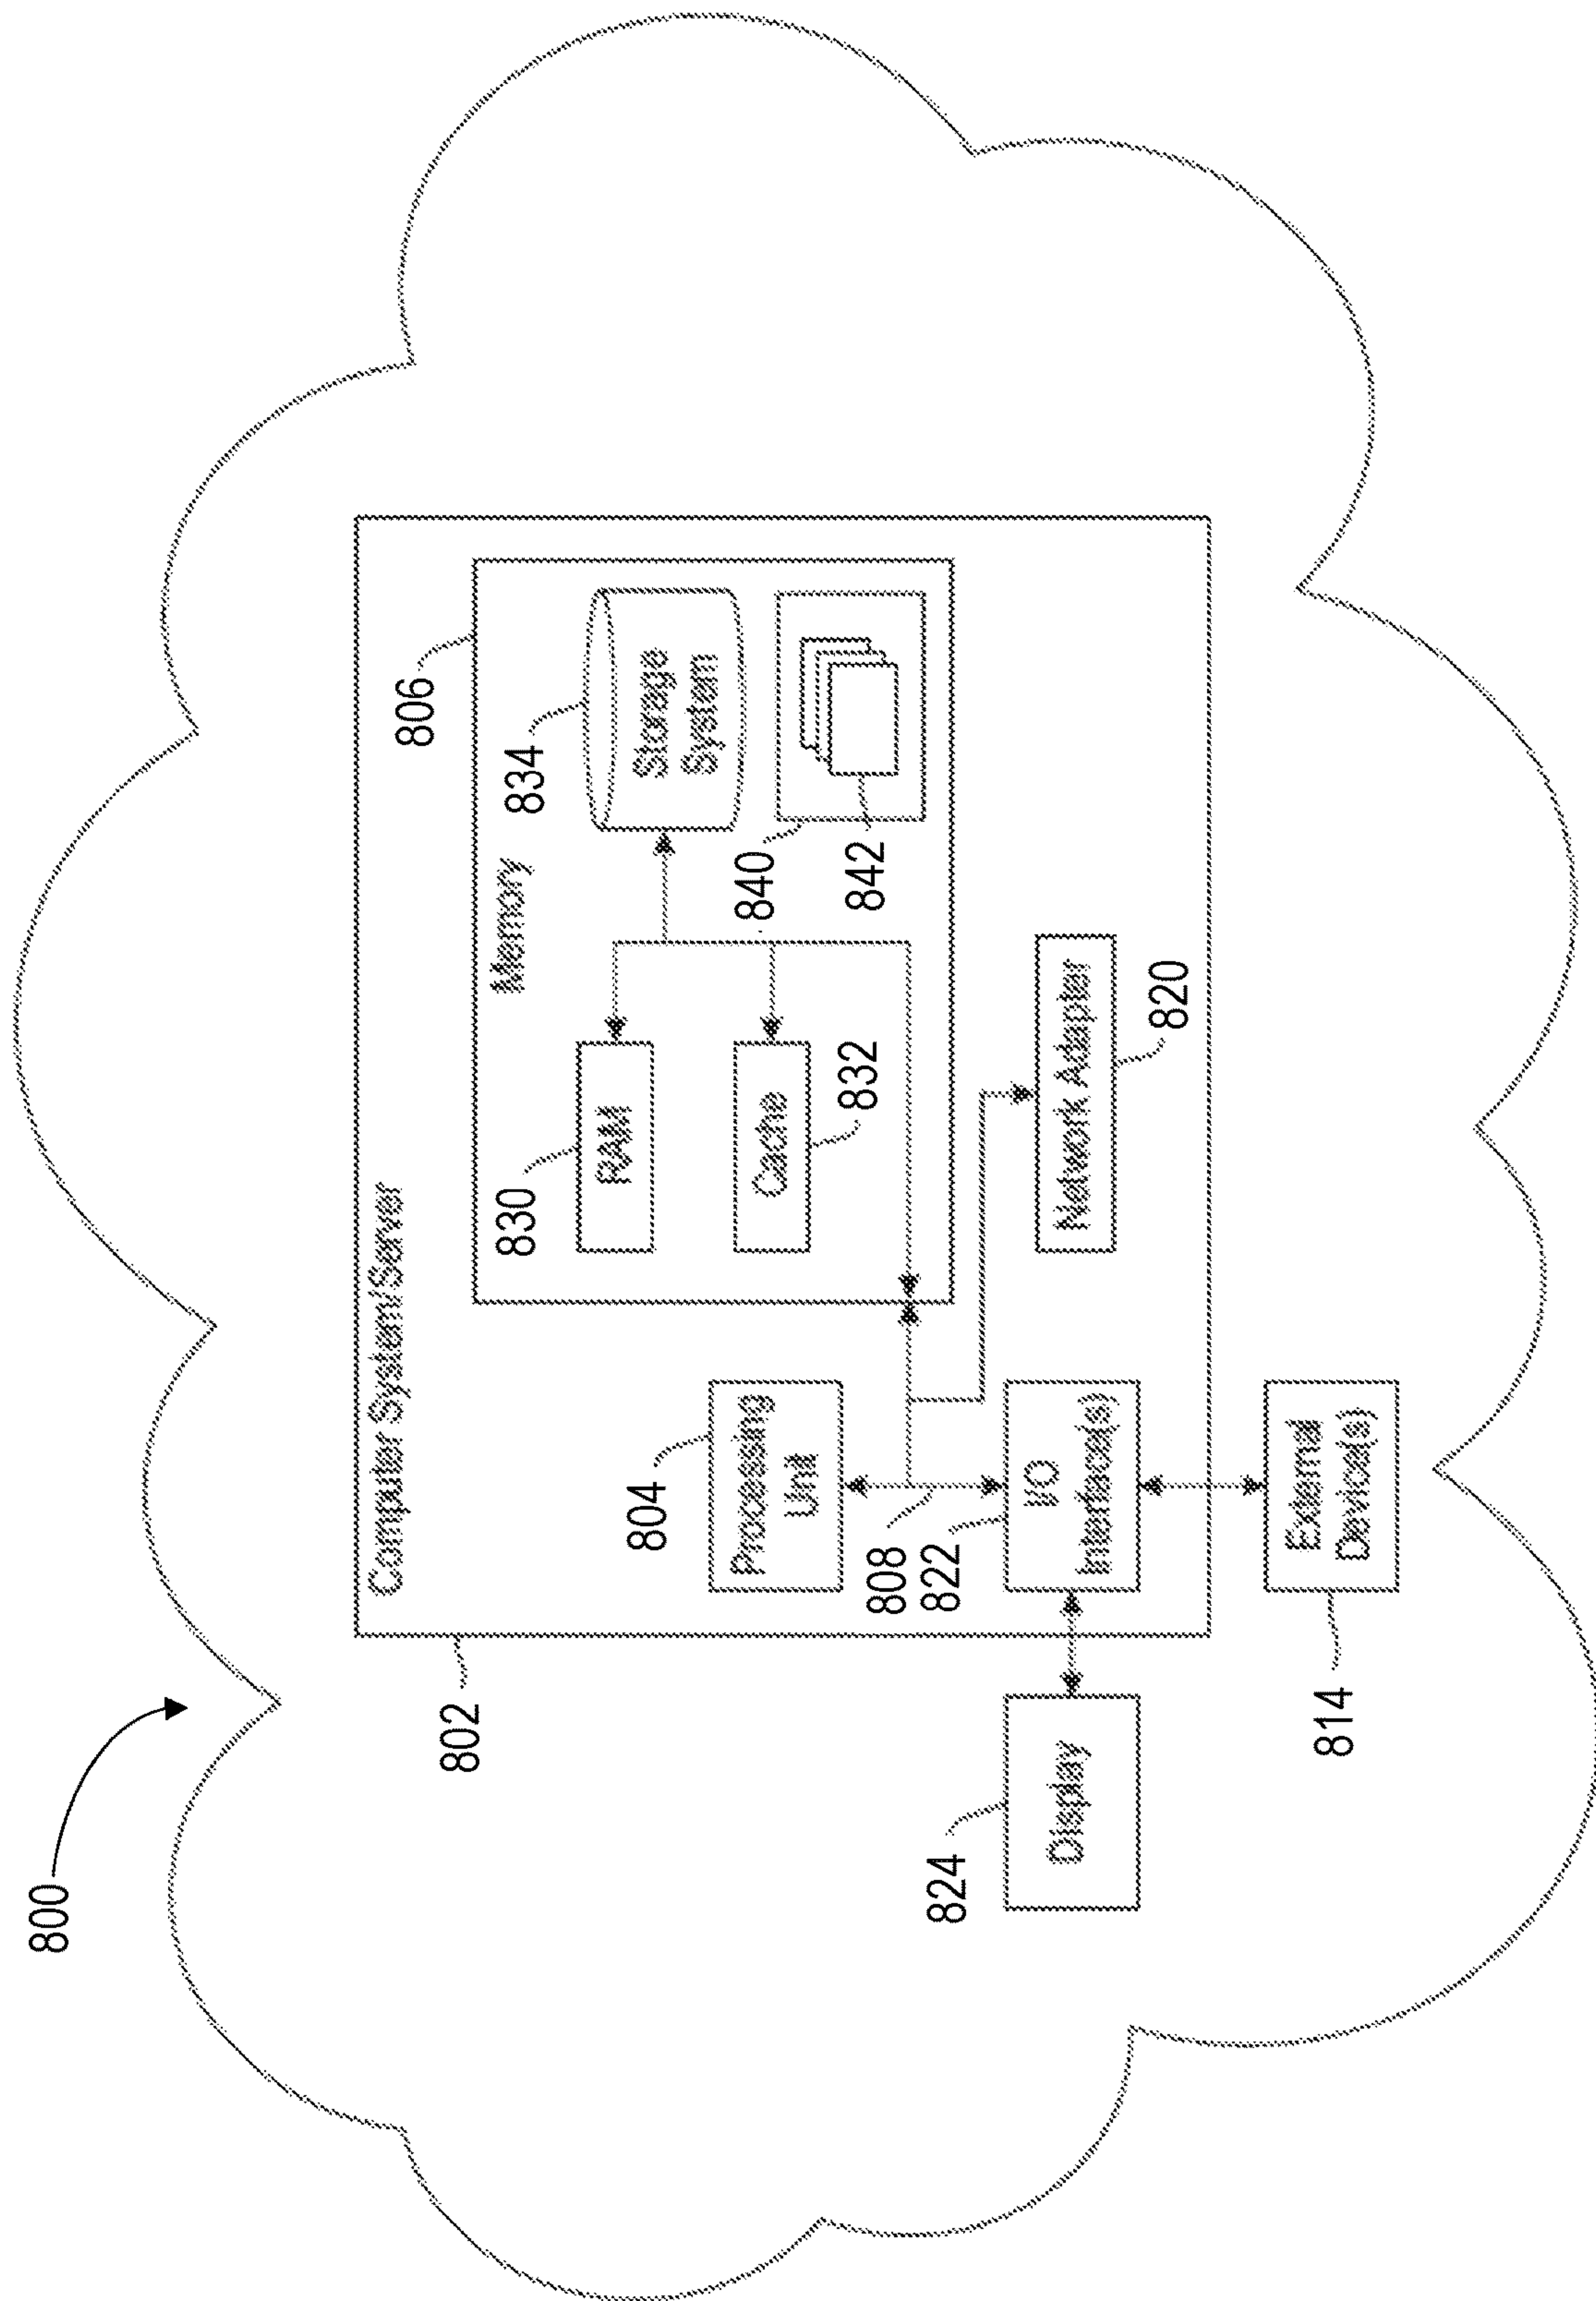 800
802
Computer System/Server
806
Memory
834
Storage
System
830
RAM
840
842
832
Cache
804
Processing
Unit
808
822
I/O
Interface(s)
820
Network Adapter
824
Display
814
External
Device(s)